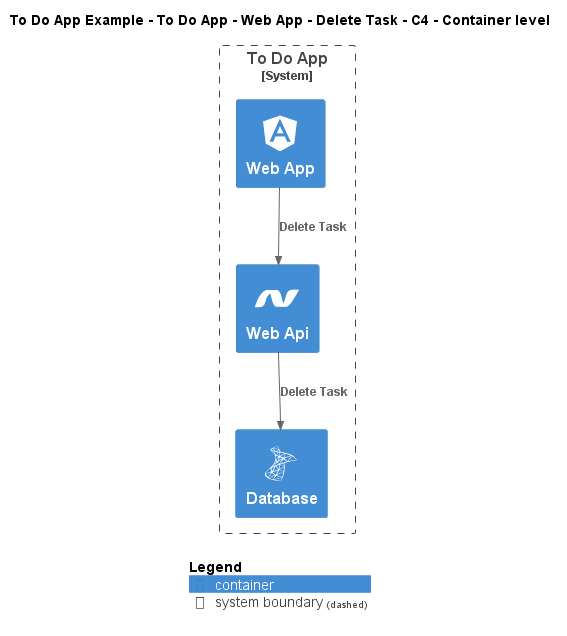 To Do App Example - To Do App - Web App - Delete Task - C4 - Container level
To Do App
[System]
Web App
Delete Task
Web Api
Delete Task
Database
Legend
container
system boundary (dashed)